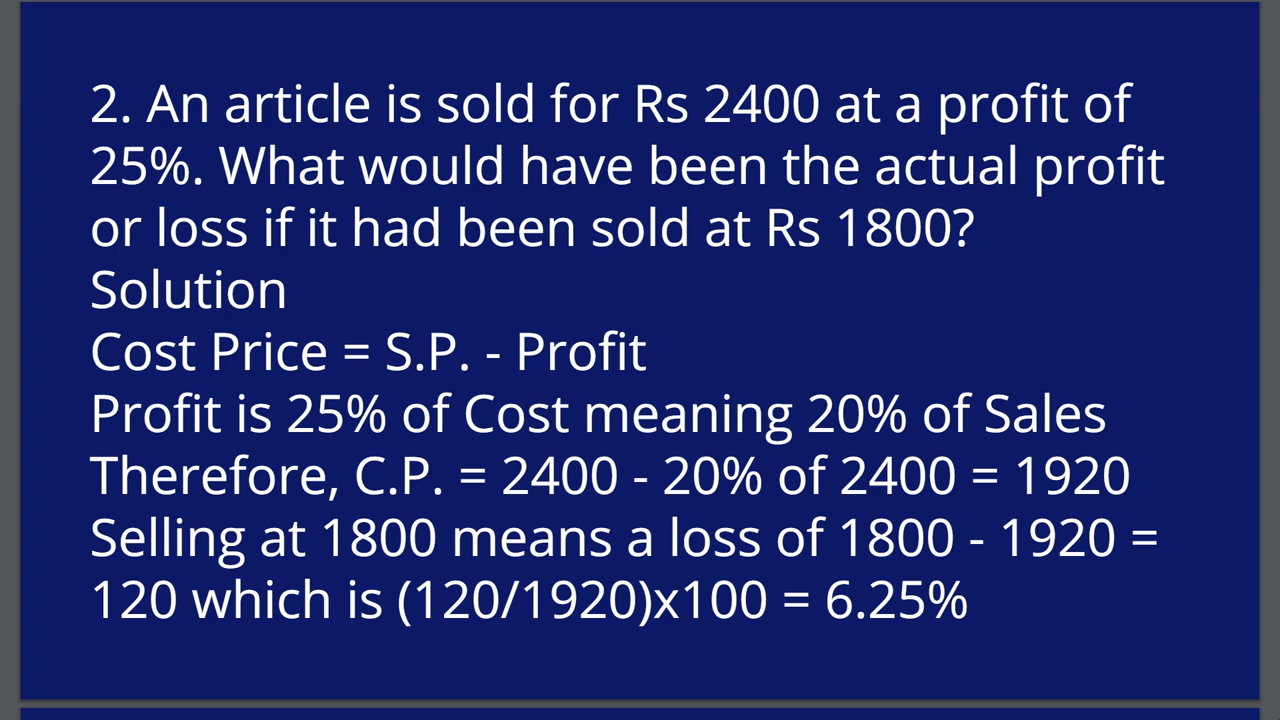 2. An article is sold for Rs 2400 at a profit of
25%. What would have been the actual profit
or loss if it had been sold at Rs 1800?
Solution
Cost Price = S.P. - Profit
Profit is 25% of Cost meaning 20% of Sales
Therefore, C.P. = 2400 - 20% of 2400 = 1920
Selling at 1800 means a loss of 1800 - 1920 =
120 which is (120/1920)x100 = 6.25%